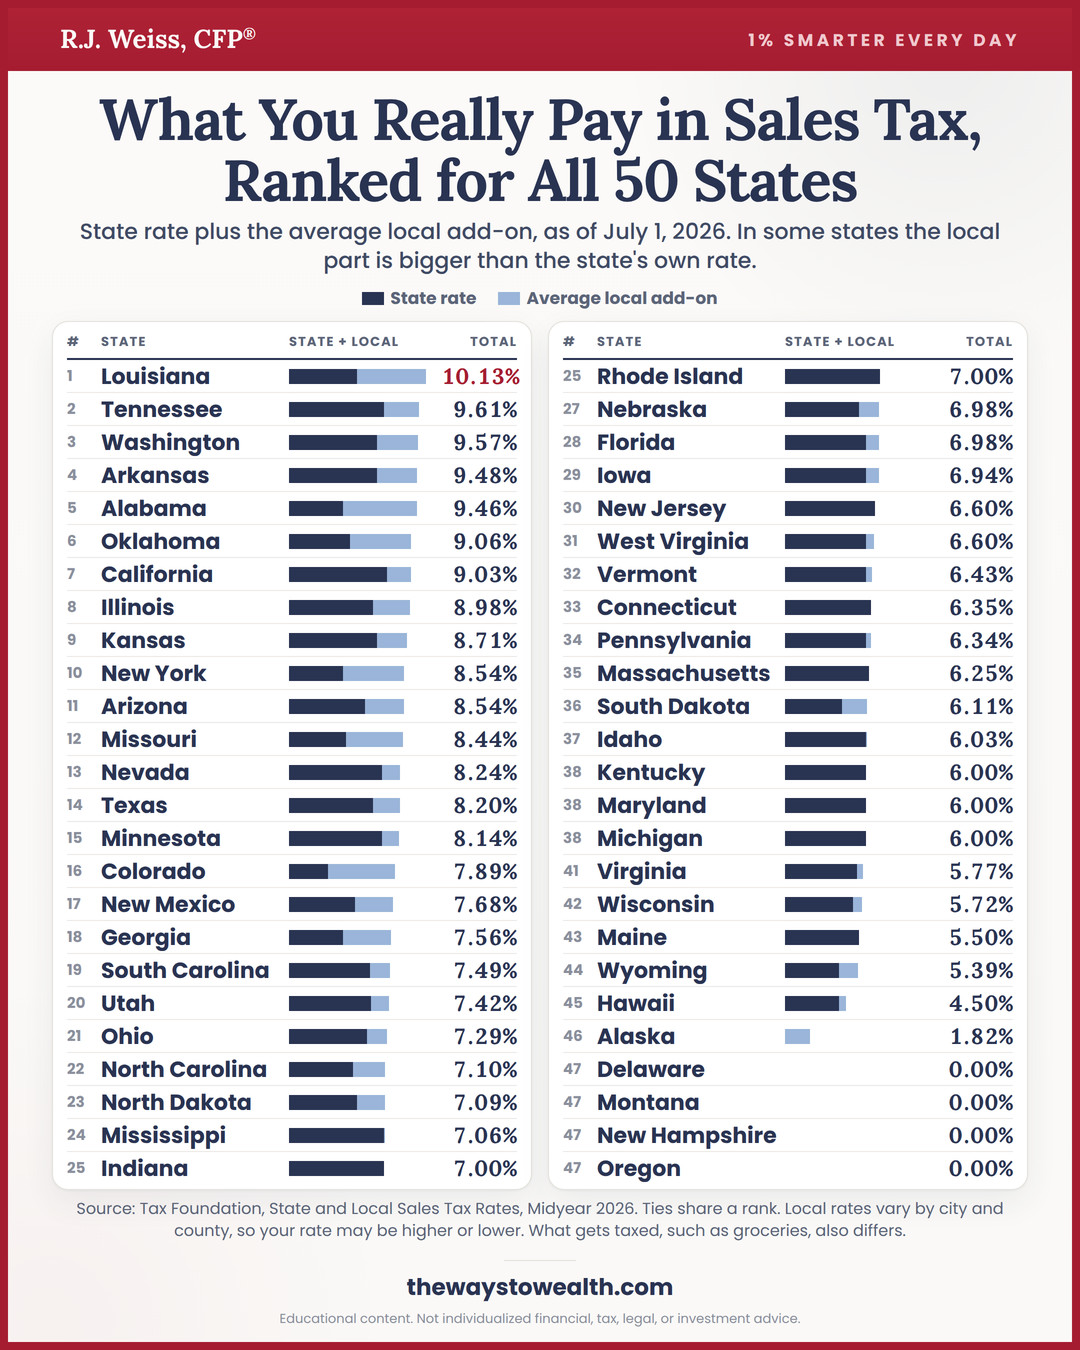 R.J. Weiss, CFP®
1% SMARTER EVERY DAY
What You Really Pay in Sales Tax,
Ranked for All 50 States
State rate plus the average local add-on, as of July 1, 2026. In some states the local
part is bigger than the state's own rate.
State rate Average local add-on
# STATE STATE + LOCAL TOTAL
1 Louisiana 10.13%
2 Tennessee 9.61%
3 Washington 9.57%
4 Arkansas 9.48%
5 Alabama 9.46%
6 Oklahoma 9.06%
7 California 9.03%
8 Illinois 8.98%
9 Kansas 8.71%
10 New York 8.54%
11 Arizona 8.54%
12 Missouri 8.44%
13 Nevada 8.24%
14 Texas 8.20%
15 Minnesota 8.14%
16 Colorado 7.89%
17 New Mexico 7.68%
18 Georgia 7.56%
19 South Carolina 7.49%
20 Utah 7.42%
21 Ohio 7.29%
22 North Carolina 7.10%
23 North Dakota 7.09%
24 Mississippi 7.06%
25 Indiana 7.00%
# STATE STATE + LOCAL TOTAL
25 Rhode Island 7.00%
27 Nebraska 6.98%
28 Florida 6.98%
29 Iowa 6.94%
30 New Jersey 6.60%
31 West Virginia 6.60%
32 Vermont 6.43%
33 Connecticut 6.35%
34 Pennsylvania 6.34%
35 Massachusetts 6.25%
36 South Dakota 6.11%
37 Idaho 6.03%
38 Kentucky 6.00%
38 Maryland 6.00%
38 Michigan 6.00%
41 Virginia 5.77%
42 Wisconsin 5.72%
43 Maine 5.50%
44 Wyoming 5.39%
45 Hawaii 4.50%
46 Alaska 1.82%
47 Delaware 0.00%
47 Montana 0.00%
47 New Hampshire 0.00%
47 Oregon 0.00%
Source: Tax Foundation, State and Local Sales Tax Rates, Midyear 2026. Ties share a rank. Local rates vary by city and
county, so your rate may be higher or lower. What gets taxed, such as groceries, also differs.
thewaystowealth.com
Educational content. Not individualized financial, tax, legal, or investment advice.